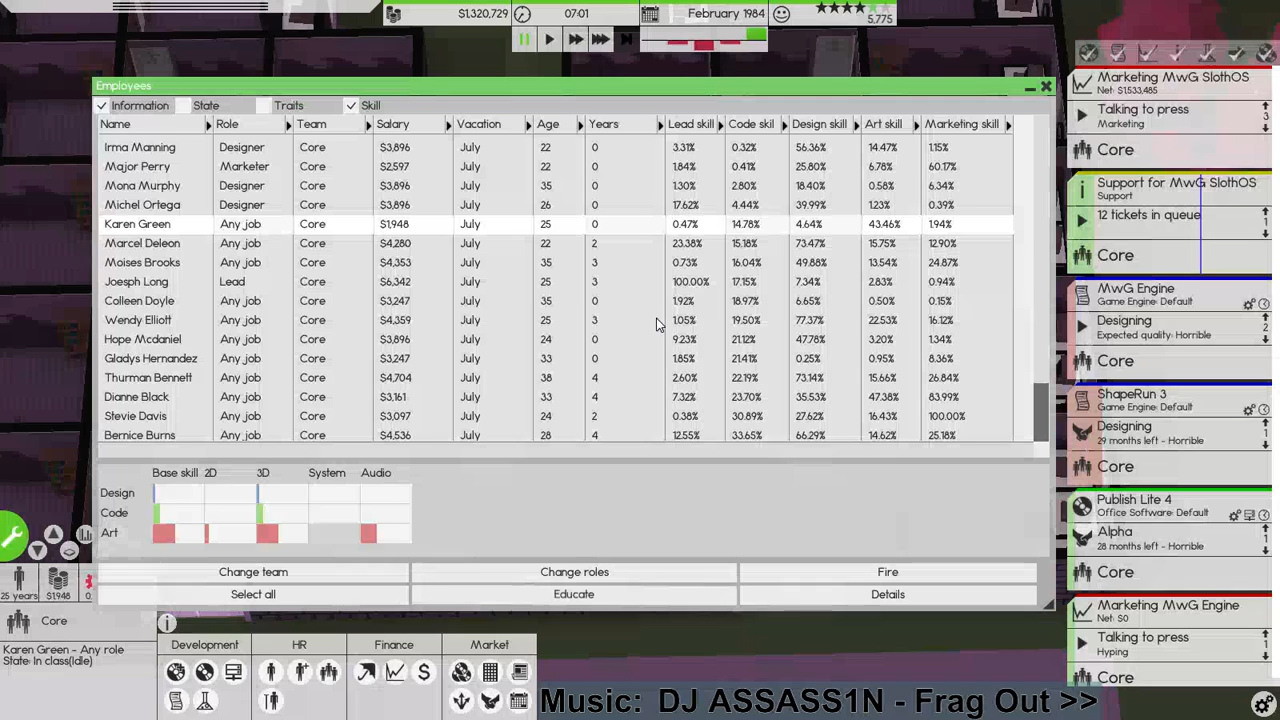 $1,320,729
07:01
February 1984
5,775
Employees
Information State Traits Skill
Name Role Team Salary Vacation Age Years Lead skill Code skil Design skill Art skill Marketing skill
Irma Manning Designer Core $3,896 July 22 0 3.31% 0.32% 56.36% 14.47% 1.15%
Major Perry Marketer Core $2,597 July 22 0 1.84% 0.41% 25.80% 6.78% 60.17%
Mona Murphy Designer Core $3,896 July 35 0 1.30% 2.80% 18.40% 0.58% 6.34%
Michel Ortega Designer Core $3,896 July 26 0 17.62% 4.44% 39.99% 1.23% 0.39%
Karen Green Any job Core $1,948 July 25 0 0.47% 14.78% 4.64% 43.46% 1.94%
Marcel Deleon Any job Core $4,280 July 22 2 23.38% 15.18% 73.47% 15.75% 12.90%
Moises Brooks Any job Core $4,353 July 35 3 0.73% 16.04% 49.88% 13.54% 24.87%
Joesph Long Lead Core $6,342 July 25 3 100.00% 17.15% 7.34% 2.83% 0.94%
Colleen Doyle Any job Core $3,247 July 35 0 1.92% 18.97% 6.65% 0.50% 0.15%
Wendy Elliott Any job Core $4,359 July 25 3 1.05% 19.50% 77.37% 22.53% 16.12%
Hope Mcdaniel Any job Core $3,896 July 24 0 9.23% 21.12% 47.78% 3.20% 1.34%
Gladys Hernandez Any job Core $3,247 July 33 0 1.85% 21.41% 0.25% 0.95% 8.36%
Thurman Bennett Any job Core $4,704 July 38 4 2.60% 22.19% 73.14% 15.66% 26.84%
Dianne Black Any job Core $3,161 July 33 4 7.32% 23.70% 35.53% 47.38% 83.99%
Stevie Davis Any job Core $3,097 July 24 2 0.38% 30.89% 27.62% 16.43% 100.00%
Bernice Burns Any job Core $4,536 July 28 4 12.55% 33.65% 66.29% 14.62% 25.18%
Base skill 2D 3D System Audio
Design
Code
Art
Change team Change roles Fire
Select all Educate Details
Marketing MwG SlothOS
Net: $1,533,485
Talking to press 3
Marketing
Core
Support for MwG SlothOS
Support
12 tickets in queue 1
Core
MwG Engine
Game Engine: Default
Designing 2
Expected quality: Horrible
Core
ShapeRun 3
Game Engine: Default
Designing 1
29 months left - Horrible
Core
Publish Lite 4
Office Software: Default
Alpha 1
28 months left - Horrible
Core
Marketing MwG Engine
Net: $0
Talking to press 1
Hyping
Core
25 years $1,948
Core
Karen Green - Any role
State: In class(Idle)
Development HR Finance Market
Music: DJ ASSASS1N - Frag Out >>